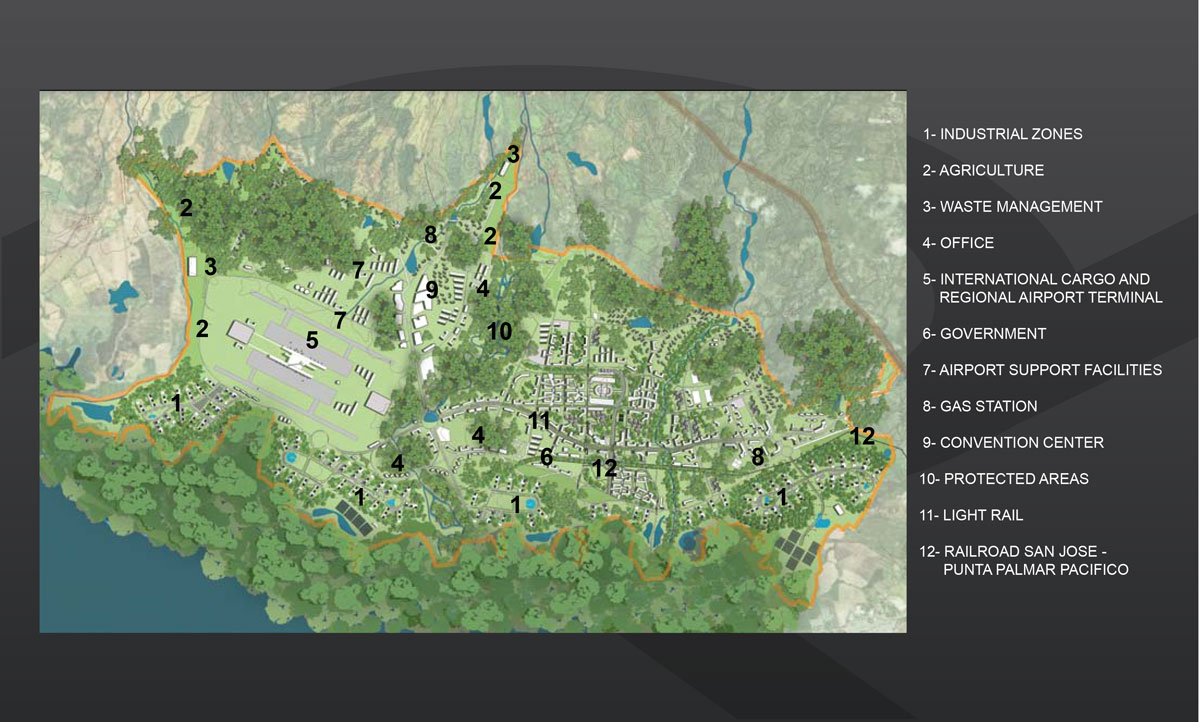 3
2
2
8
2
3
7
4
9
7
10
2
5
1
11
4
12
6
8
4
12
1
1
1
1- INDUSTRIAL ZONES
2- AGRICULTURE
3- WASTE MANAGEMENT
4- OFFICE
5- INTERNATIONAL CARGO AND
REGIONAL AIRPORT TERMINAL
6- GOVERNMENT
7- AIRPORT SUPPORT FACILITIES
8- GAS STATION
9- CONVENTION CENTER
10- PROTECTED AREAS
11- LIGHT RAIL
12- RAILROAD SAN JOSE -
PUNTA PALMAR PACIFICO